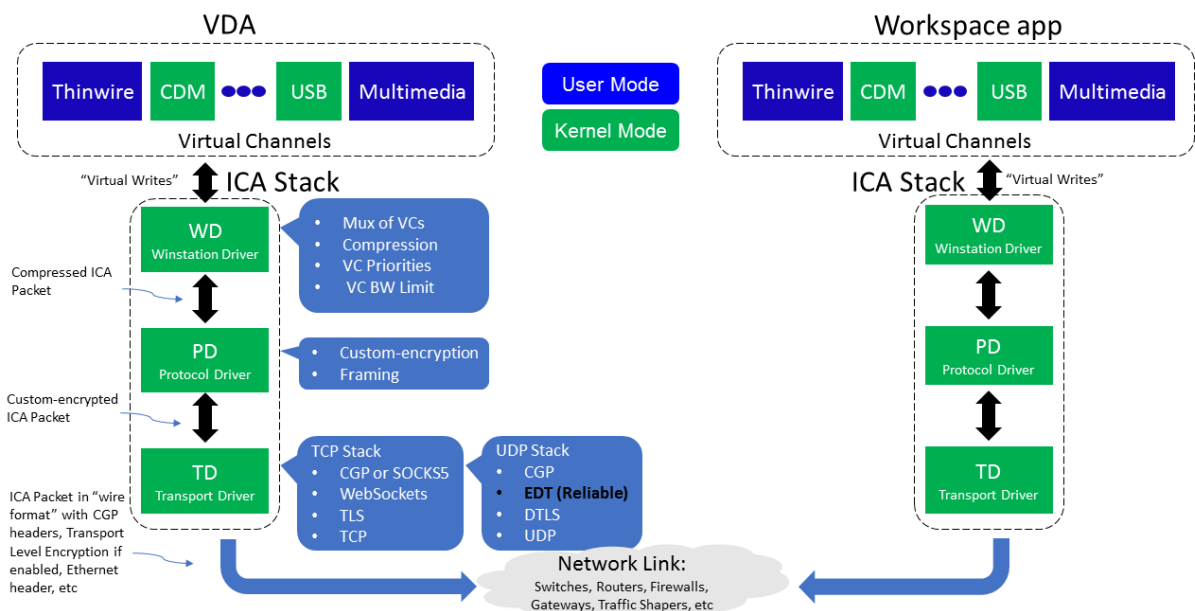 VDA
Thinwire
CDM
USB
Multimedia
Virtual Channels
User Mode
Kernel Mode
Workspace app
Thinwire
CDM
USB
Multimedia
Virtual Channels
“Virtual Writes”
ICA Stack
WD
Winstation Driver
• Mux of VCs
• Compression
• VC Priorities
• VC BW Limit
Compressed ICA
Packet
PD
Protocol Driver
• Custom-encryption
• Framing
Custom-encrypted
ICA Packet
TD
Transport Driver
TCP Stack
• CGP or SOCKS5
• WebSockets
• TLS
• TCP
UDP Stack
• CGP
• EDT (Reliable)
• DTLS
• UDP
ICA Packet in “wire
format” with CGP
headers, Transport
Level Encryption if
enabled, Ethernet
header, etc
ICA Stack
“Virtual Writes”
WD
Winstation Driver
PD
Protocol Driver
TD
Transport Driver
Network Link:
Switches, Routers, Firewalls,
Gateways, Traffic Shapers, etc